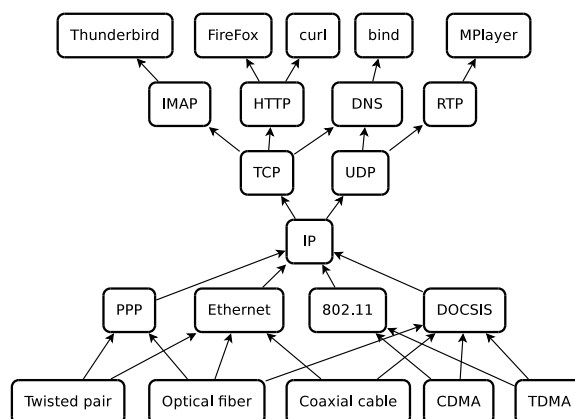 Thunderbird
FireFox
curl
bind
MPlayer
IMAP
HTTP
DNS
RTP
TCP
UDP
IP
PPP
Ethernet
802.11
DOCSIS
Twisted pair
Optical fiber
Coaxial cable
CDMA
TDMA